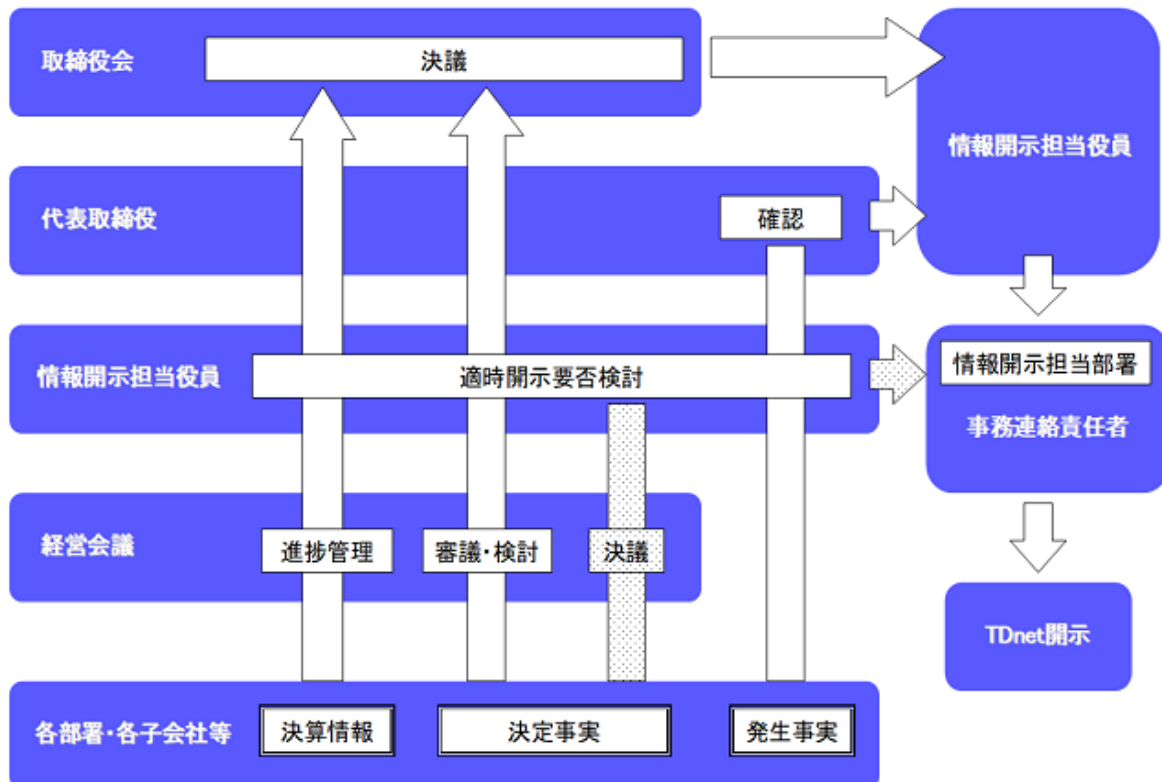 取締役会
決議
情報開示担当役員
代表取締役
確認
情報開示担当役員
適時開示要否検討
情報開示担当部署
事務連絡責任者
経営会議
進捗管理
審議・検討
決議
TDnet開示
各部署・各子会社等
決算情報
決定事実
発生事実